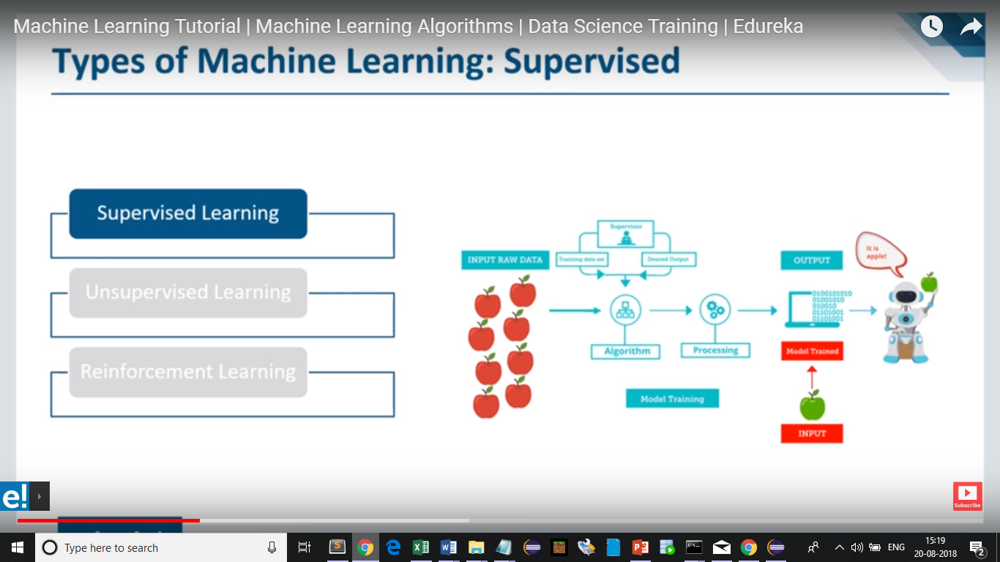 Machine Learning Tutorial | Machine Learning Algorithms | Data Science Training | Edureka
Types of Machine Learning: Supervised
Supervised Learning
Unsupervised Learning
Reinforcement Learning
Supervisor
INPUT RAW DATA
Training data set
Desired Output
OUTPUT
It is
apple!
0100101010
01001010
010010
01101001
01101001
Algorithm
Processing
Model Trained
Model Training
INPUT
e!
Subscribe
Type here to search
ENG
15:19
20-08-2018
2